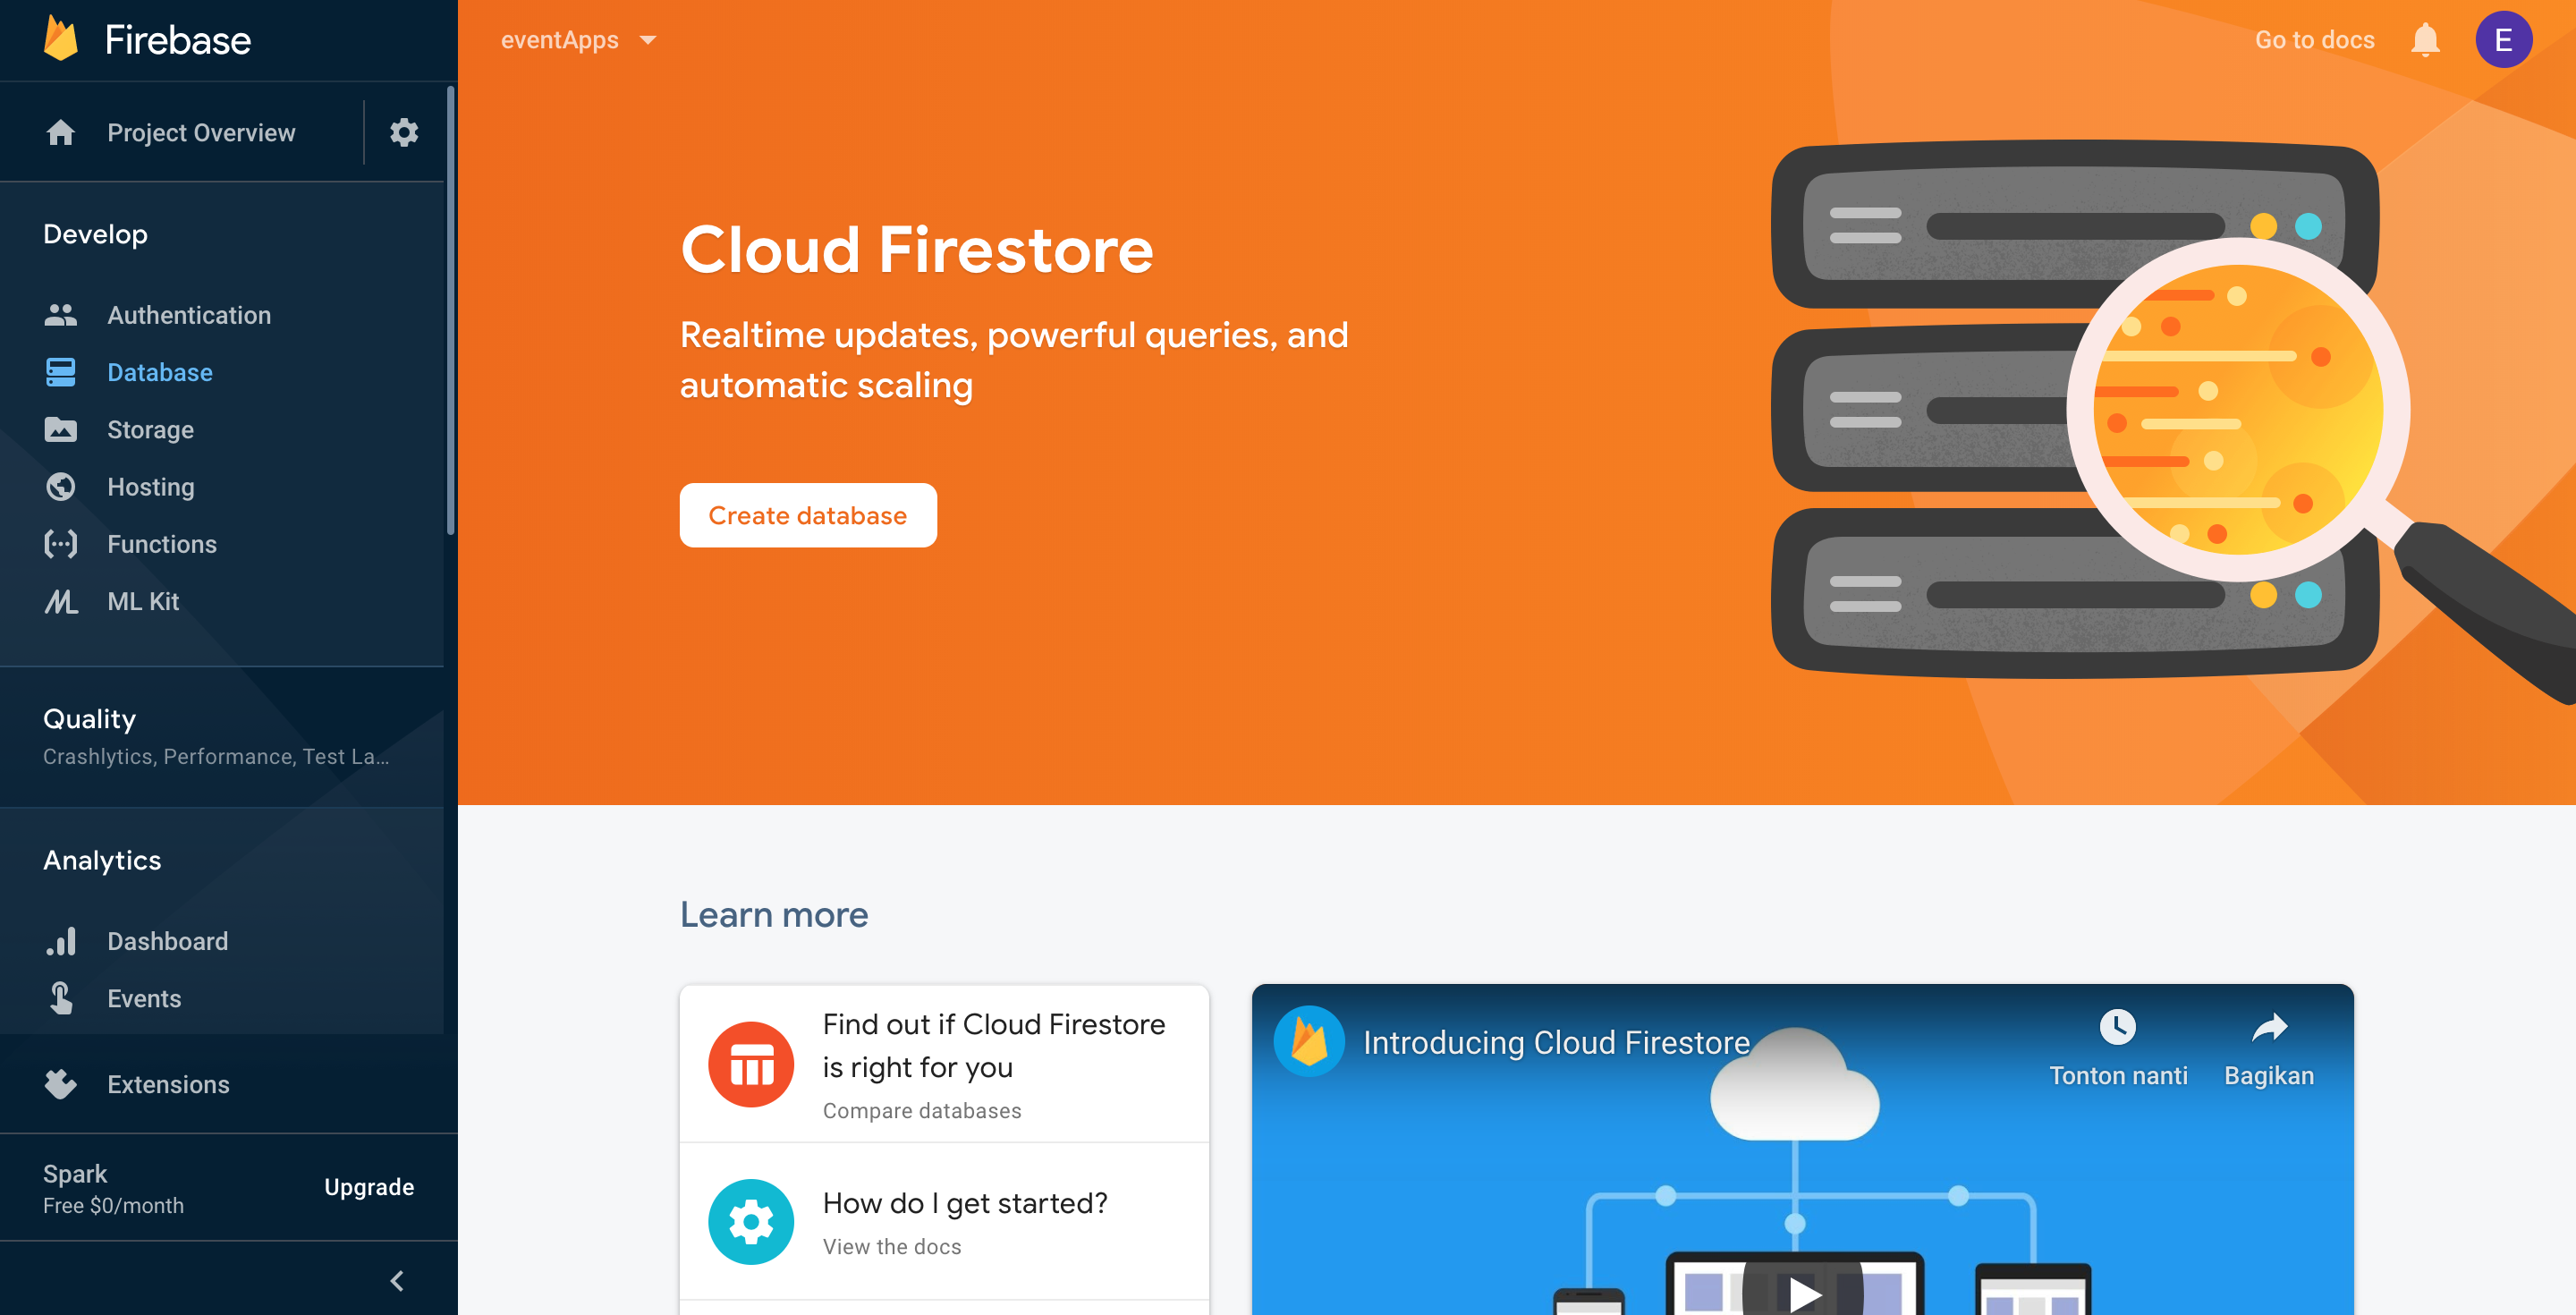 Firebase
Project Overview
Develop
Authentication
Database
Storage
Hosting
Functions
ML Kit
Quality
Crashlytics, Performance, Test La...
Analytics
Dashboard
Events
Extensions
Spark
Free $0/month
Upgrade
eventApps
Go to docs
E
Cloud Firestore
Realtime updates, powerful queries, and
automatic scaling
Create database
Learn more
Find out if Cloud Firestore
is right for you
Compare databases
How do I get started?
View the docs
Introducing Cloud Firestore
Tonton nanti
Bagikan